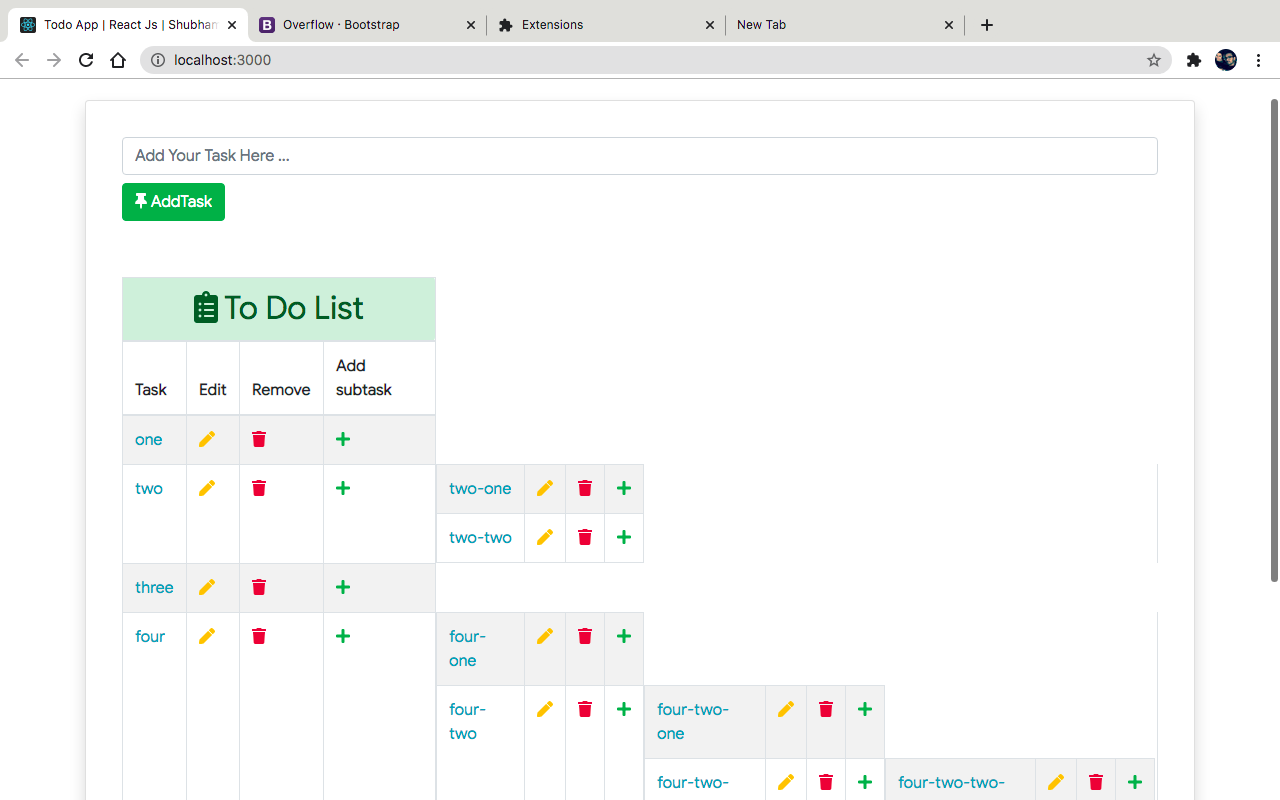 Todo App | React Js | Shubham
Overflow · Bootstrap
Extensions
New Tab
localhost:3000
Add Your Task Here ...
AddTask
To Do List
Task Edit Remove Add subtask
one
two two-one
two-two
three
four four-one
four-two four-two-one
four-two- four-two-two-